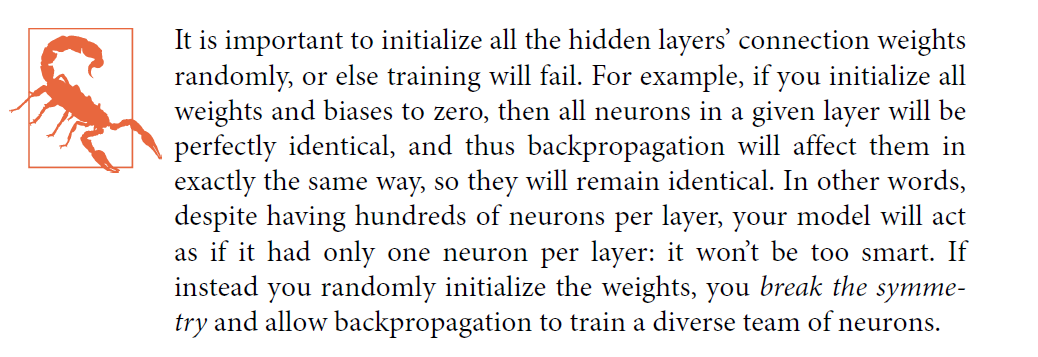 It is important to initialize all the hidden layers’ connection weights
randomly, or else training will fail. For example, if you initialize all
weights and biases to zero, then all neurons in a given layer will be
perfectly identical, and thus backpropagation will affect them in
exactly the same way, so they will remain identical. In other words,
despite having hundreds of neurons per layer, your model will act
as if it had only one neuron per layer: it won’t be too smart. If
instead you randomly initialize the weights, you break the symme-
try and allow backpropagation to train a diverse team of neurons.